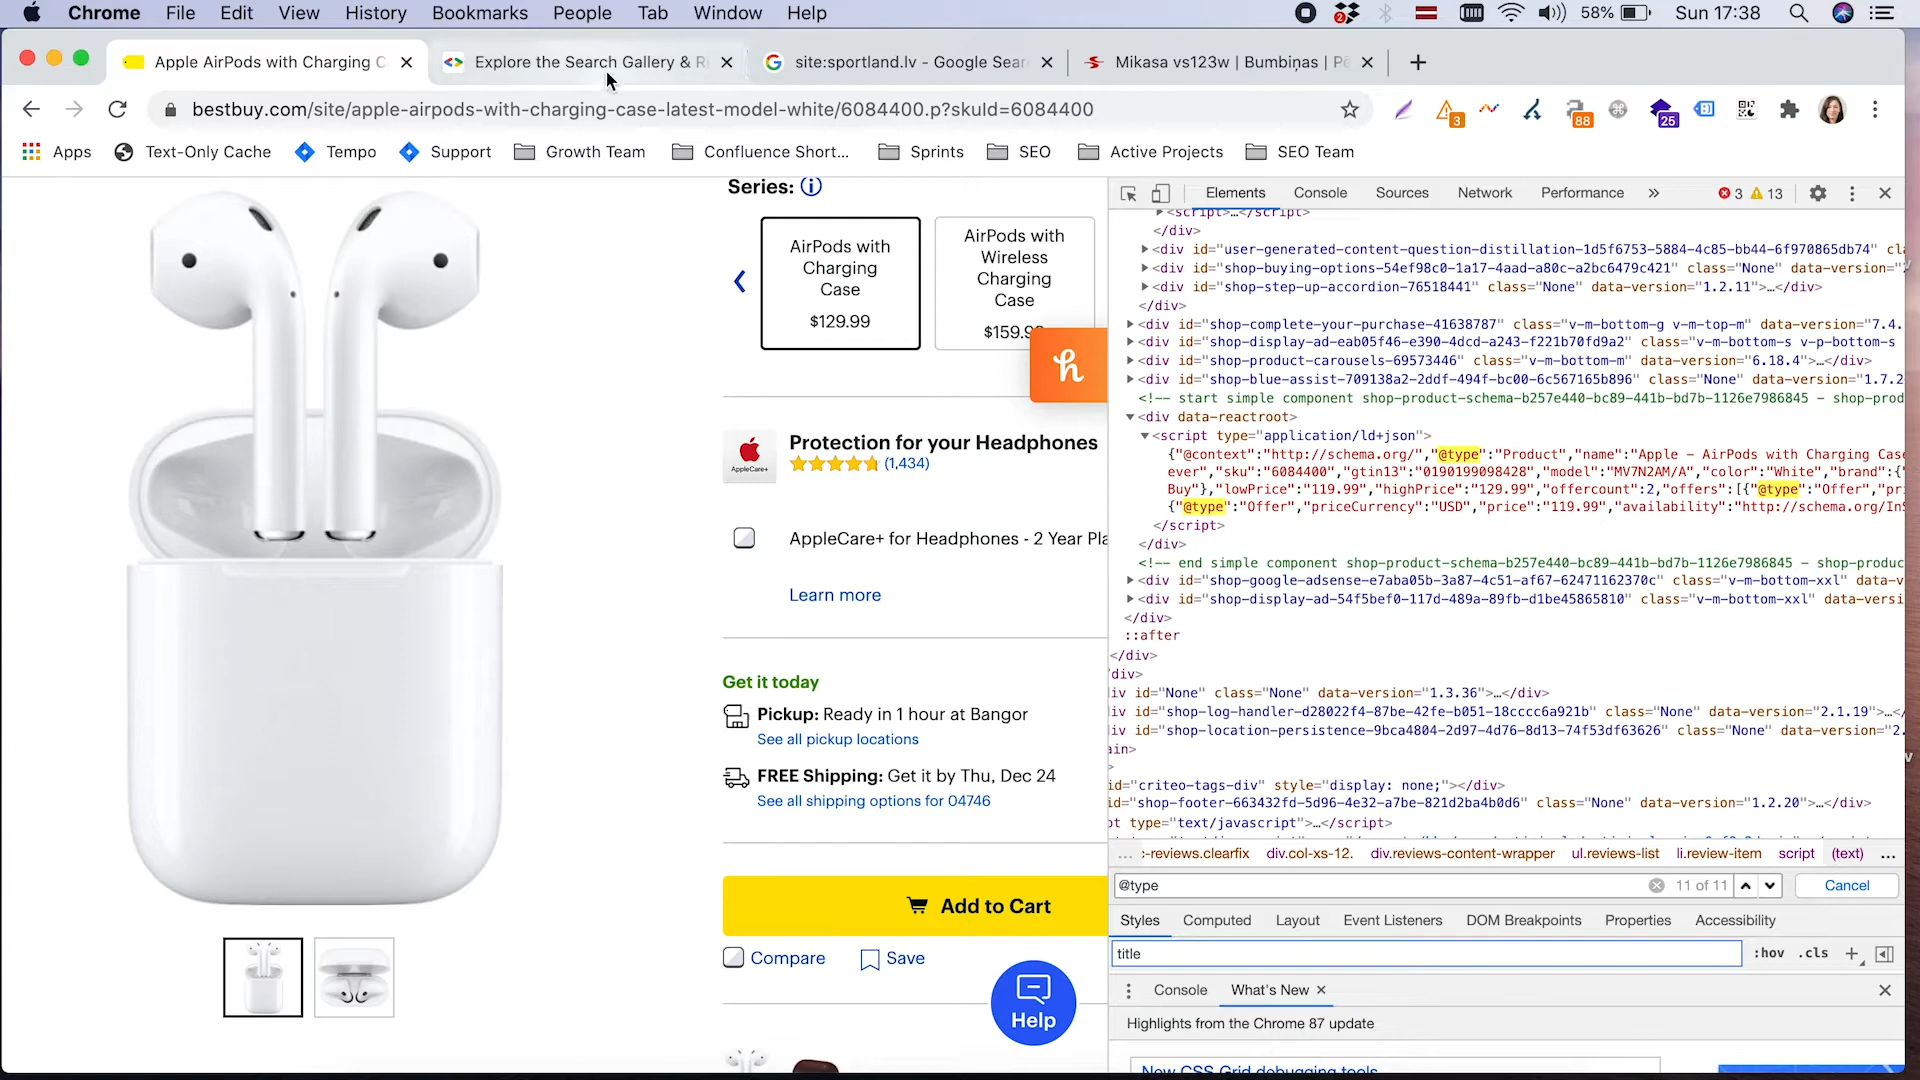 Chrome File Edit View History Bookmarks People Tab Window Help 2 58% Sun 17:38
Apple AirPods with Charging C Explore the Search Gallery & Ri site:sportland.lv - Google Sear Mikasa vs123w | Bumbiņas | Pē
bestbuy.com/site/apple-airpods-with-charging-case-latest-model-white/6084400.p?skuId=6084400 3 88 25
Apps Text-Only Cache Tempo Support Growth Team Confluence Short... Sprints SEO Active Projects SEO Team
Series:
AirPods with
Charging
Case
$129.99
AirPods with
Wireless
Charging
Case
$159.99
h
AppleCare+
Protection for your Headphones
(1,434)
AppleCare+ for Headphones - 2 Year Pla
Learn more
Get it today
Pickup: Ready in 1 hour at Bangor
See all pickup locations
FREE Shipping: Get it by Thu, Dec 24
See all shipping options for 04746
Add to Cart
Compare Save
Help
Elements Console Sources Network Performance » 3 13
<script>…</script>
</div>
<div id="user-generated-content-question-distillation-1d5f6753-5884-4c85-bb44-6f970865db74" cl
<div id="shop-buying-options-54ef98c0-1a17-4aad-a80c-a2bc6479c421" class="None" data-version="
<div id="shop-step-up-accordion-76518441" class="None" data-version="1.2.11">…</div>
</div>
<div id="shop-complete-your-purchase-41638787" class="v-m-bottom-g v-m-top-m" data-version="7.4.
<div id="shop-display-ad-eab05f46-e390-4dcd-a243-f221b70fd9a2" class="v-m-bottom-s v-p-bottom-s
<div id="shop-product-carousels-69573446" class="v-m-bottom-m" data-version="6.18.4">…</div>
<div id="shop-blue-assist-709138a2-2ddf-494f-bc00-6c567165b896" class="None" data-version="1.7.2
<!-- start simple component shop-product-schema-b257e440-bc89-441b-bd7b-1126e7986845 - shop-prod
<div data-reactroot>
<script type="application/ld+json">
{"@context":"http://schema.org/","@type":"Product","name":"Apple - AirPods with Charging Cas
ever","sku":"6084400","gtin13":"0190199098428","model":"MV7N2AM/A","color":"White","brand":{"
Buy"},"lowPrice":"119.99","highPrice":"129.99","offercount":2,"offers":[{"@type":"Offer","pri
{"@type":"Offer","priceCurrency":"USD","price":"119.99","availability":"http://schema.org/InS
</script>
</div>
<!-- end simple component shop-product-schema-b257e440-bc89-441b-bd7b-1126e7986845 - shop-produc
<div id="shop-google-adsense-e7aba05b-3a87-4c51-af67-62471162370c" class="v-m-bottom-xxl" data-v
<div id="shop-display-ad-54f5bef0-117d-489a-89fb-d1be45865810" class="v-m-bottom-xxl" data-versi
</div>
::after
</div>
div>
iv id="None" class="None" data-version="1.3.36">…</div>
iv id="shop-log-handler-d28022f4-87be-42fe-b051-18cccc6a921b" class="None" data-version="2.1.19">…</
iv id="shop-location-persistence-9bca4804-2d97-4d76-8d13-74f53df63626" class="None" data-version="2.
ain>
>
id="criteo-tags-div" style="display: none;"></div>
id="shop-footer-663432fd-5d96-4e32-a7be-821d2ba4b0d6" class="None" data-version="1.2.20">…</div>
pt type="text/javascript">…</script>
… c-reviews.clearfix div.col-xs-12. div.reviews-content-wrapper ul.reviews-list li.review-item script (text) …
@type 11 of 11 Cancel
Styles Computed Layout Event Listeners DOM Breakpoints Properties Accessibility
title :hov .cls +
Console What's New
Highlights from the Chrome 87 update
New CSS Grid debugging tools